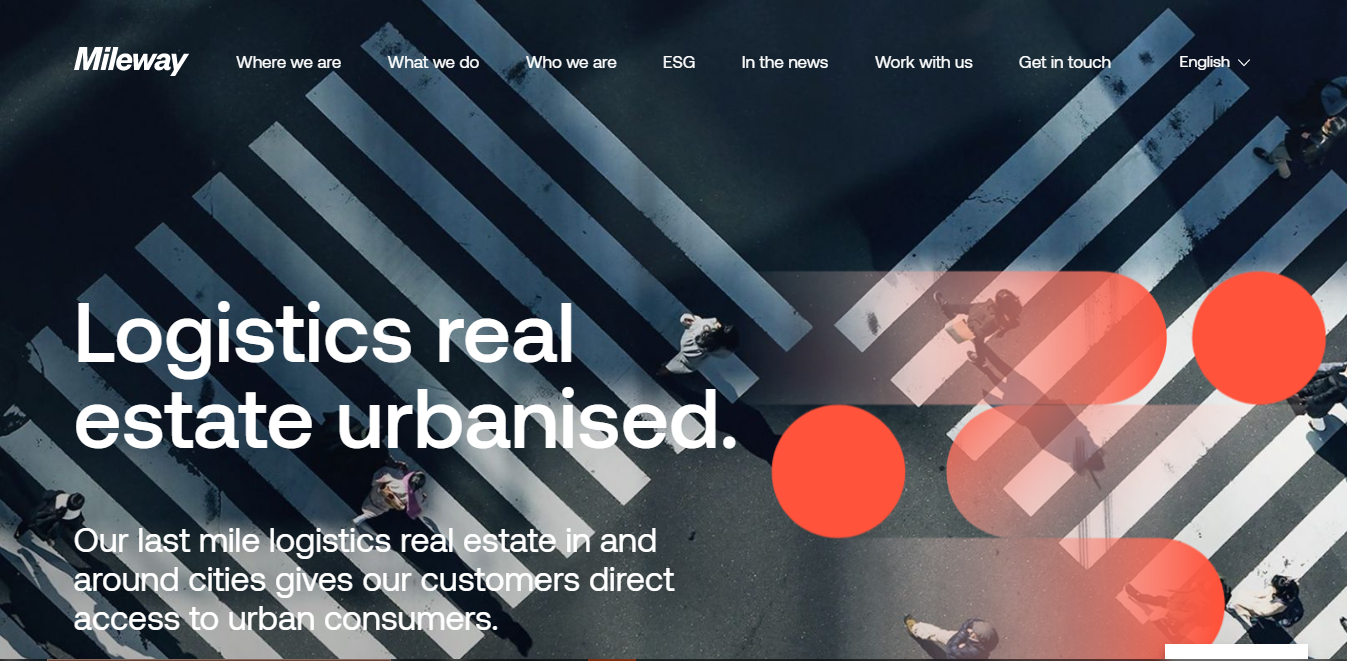 Mileway
Where we are
What we do
Who we are
ESG
In the news
Work with us
Get in touch
English
Logistics real
estate urbanised.
Our last mile logistics real estate in and
around cities gives our customers direct
access to urban consumers.